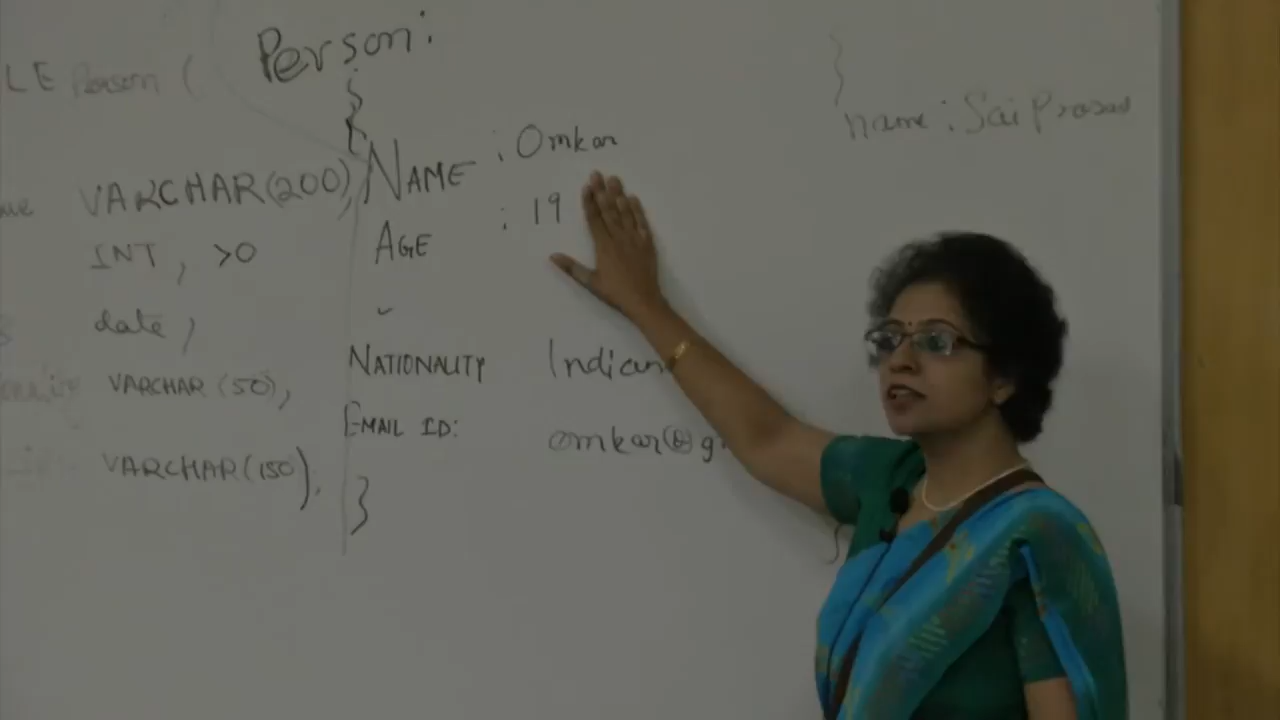 LE Person (
VARCHAR(200),
INT, >0
date,
VARCHAR (50),
VARCHAR(150),
Person:
{
NAME : Omkar
AGE : 19
NATIONALITY Indian
EMAIL ID: omkar@g
}
}
name: Sai Prasad